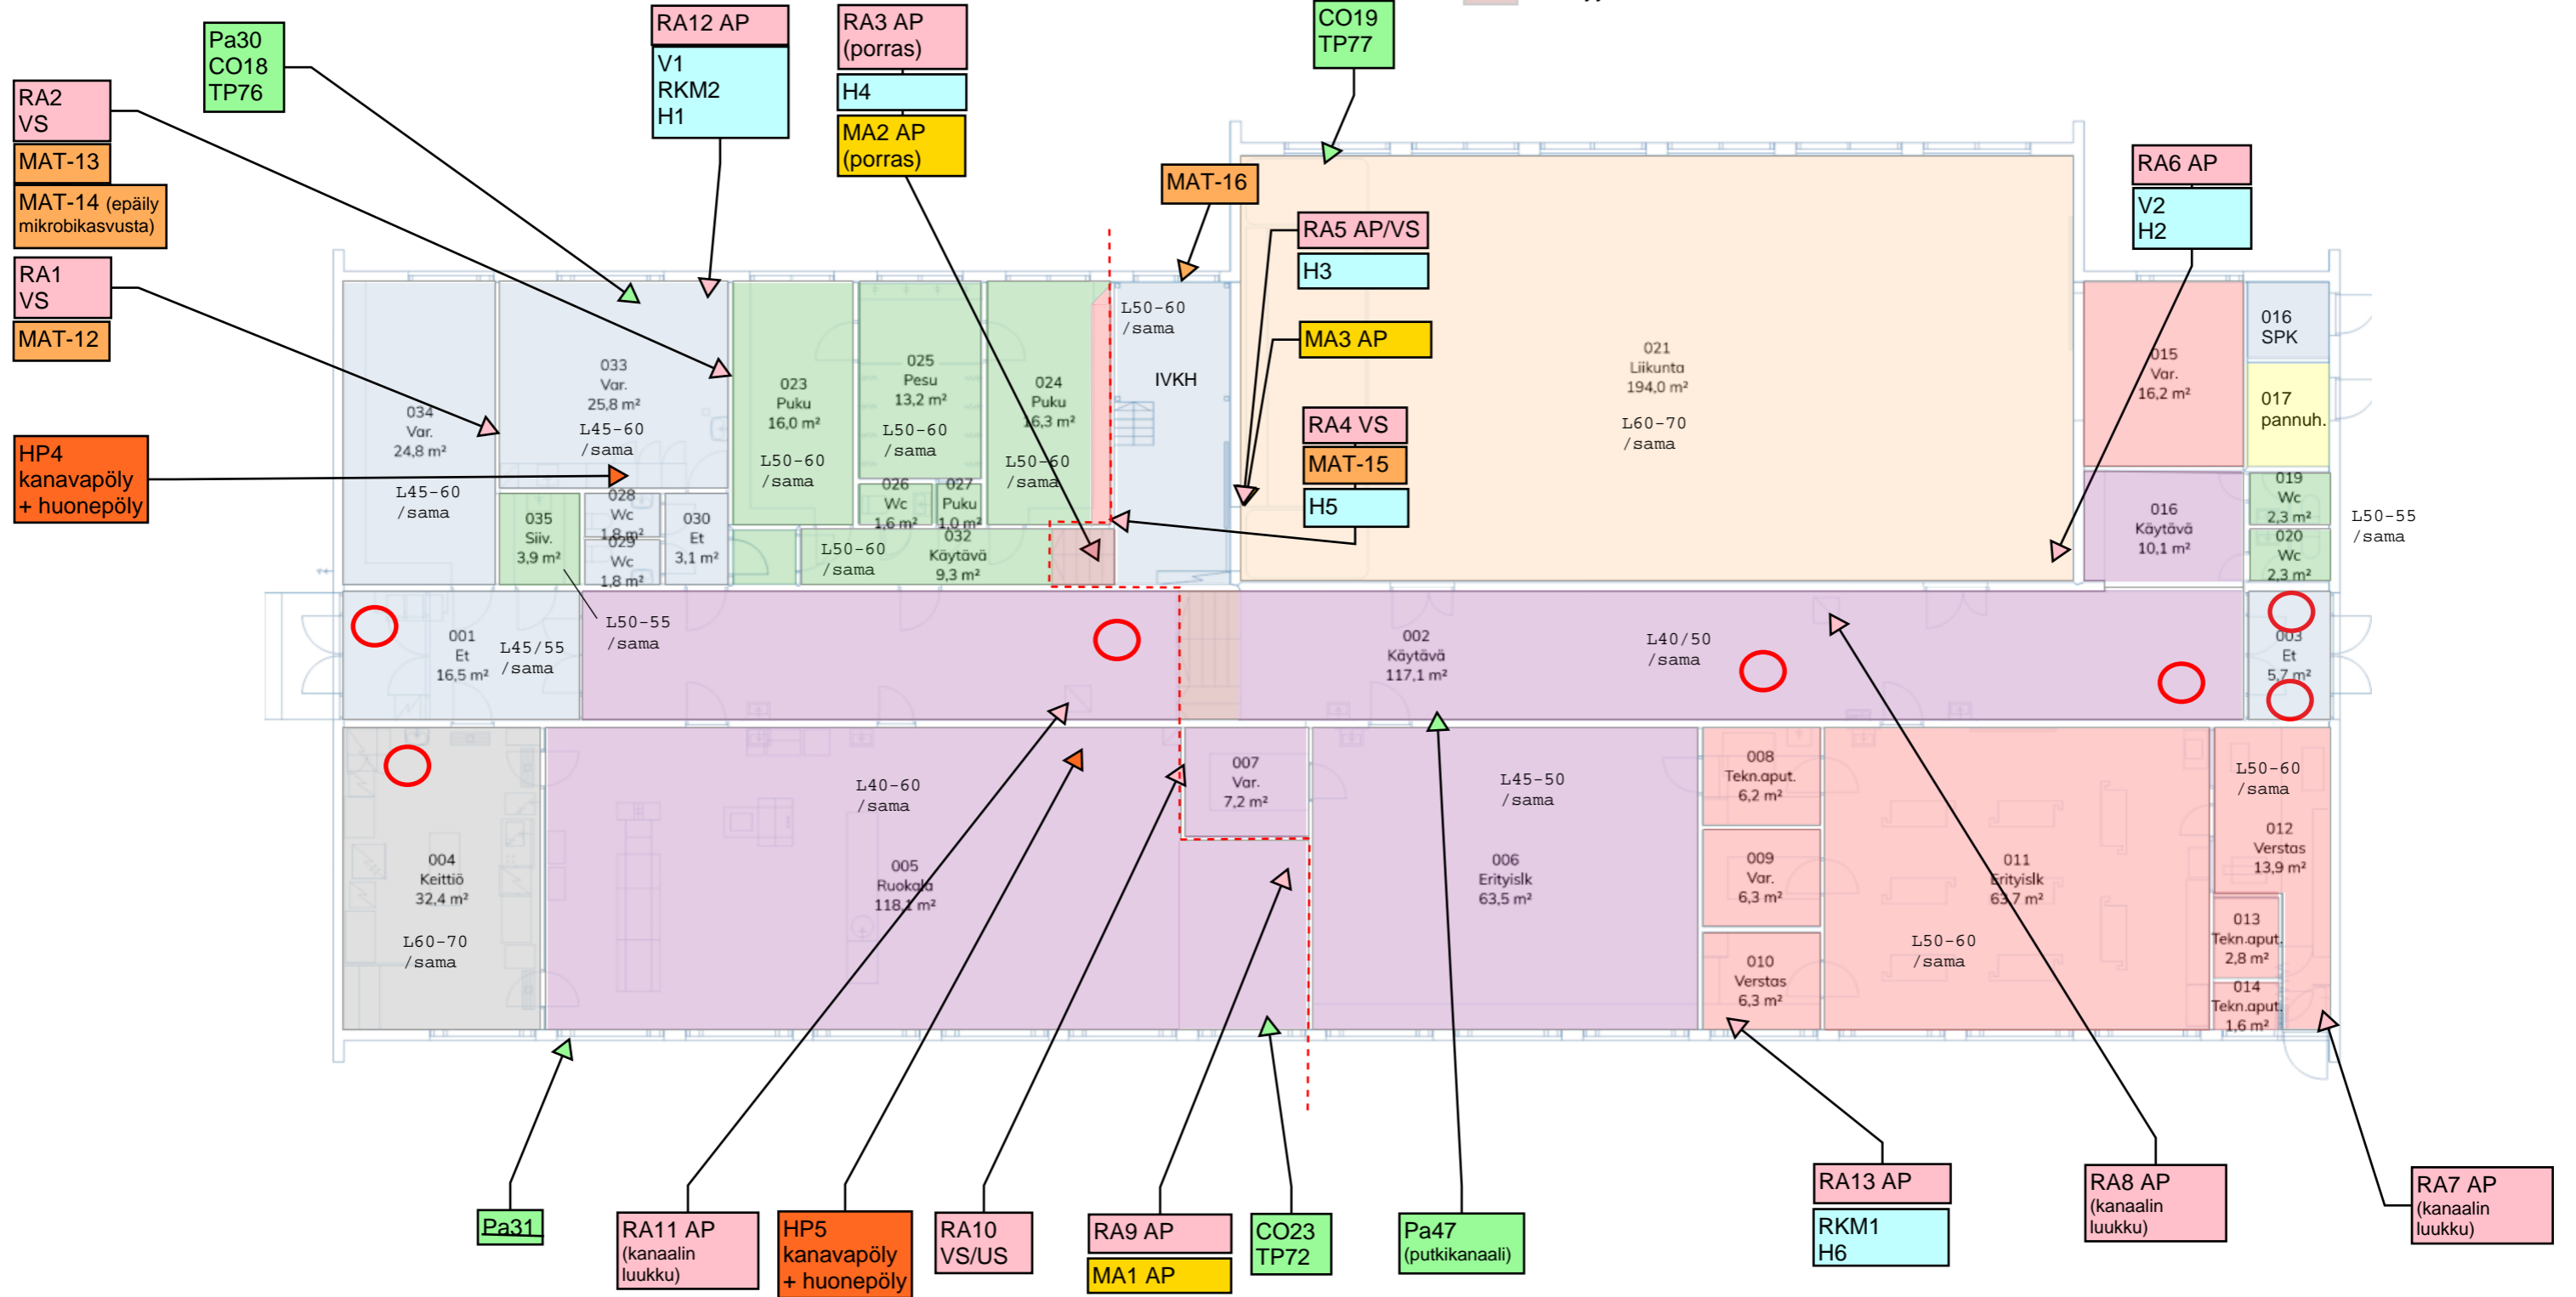 RA12 AP
V1
RKM2
H1
RA3 AP
(porras)
H4
MA2 AP
(porras)
CO19
TP77
Pa30
CO18
TP76
RA2
VS
MAT-13
MAT-14 (epäily
mikrobikasvusta)
RA1
VS
MAT-12
HP4
kanavapöly
+ huonepöly
MAT-16
RA5 AP/VS
H3
MA3 AP
RA4 VS
MAT-15
H5
RA6 AP
V2
H2
034
Var.
24,8 m²
L45-60
/sama
033
Var.
25,8 m²
L45-60
/sama
035
Siiv.
3,9 m²
028
Wc
1,8 m²
029
Wc
1,8 m²
030
Et
3,1 m²
023
Puku
16,0 m²
L50-60
/sama
025
Pesu
13,2 m²
L50-60
/sama
024
Puku
16,3 m²
L50-60
/sama
026
Wc
1,6 m²
027
Puku
1,0 m²
L50-60
/sama
032
Käytävä
9,3 m²
L50-60
/sama
IVKH
021
Liikunta
194,0 m²
L60-70
/sama
015
Var.
16,2 m²
016
SPK
017
pannuh.
016
Käytävä
10,1 m²
019
Wc
2,3 m²
020
Wc
2,3 m²
L50-55
/sama
001
Et
16,5 m²
L45/55
/sama
L50-55
/sama
002
Käytävä
117,1 m²
L40/50
/sama
003
Et
5,7 m²
004
Keittiö
32,4 m²
L60-70
/sama
L40-60
/sama
005
Ruokala
118,1 m²
007
Var.
7,2 m²
L45-50
/sama
006
Erityislk
63,5 m²
008
Tekn.aput.
6,2 m²
009
Var.
6,3 m²
010
Verstas
6,3 m²
011
Erityislk
63,7 m²
L50-60
/sama
L50-60
/sama
012
Verstas
13,9 m²
013
Tekn.aput.
2,8 m²
014
Tekn.aput.
1,6 m²
Pa31
RA11 AP
(kanaalin
luukku)
HP5
kanavapöly
+ huonepöly
RA10
VS/US
RA9 AP
MA1 AP
CO23
TP72
Pa47
(putkikanaali)
RA13 AP
RKM1
H6
RA8 AP
(kanaalin
luukku)
RA7 AP
(kanaalin
luukku)